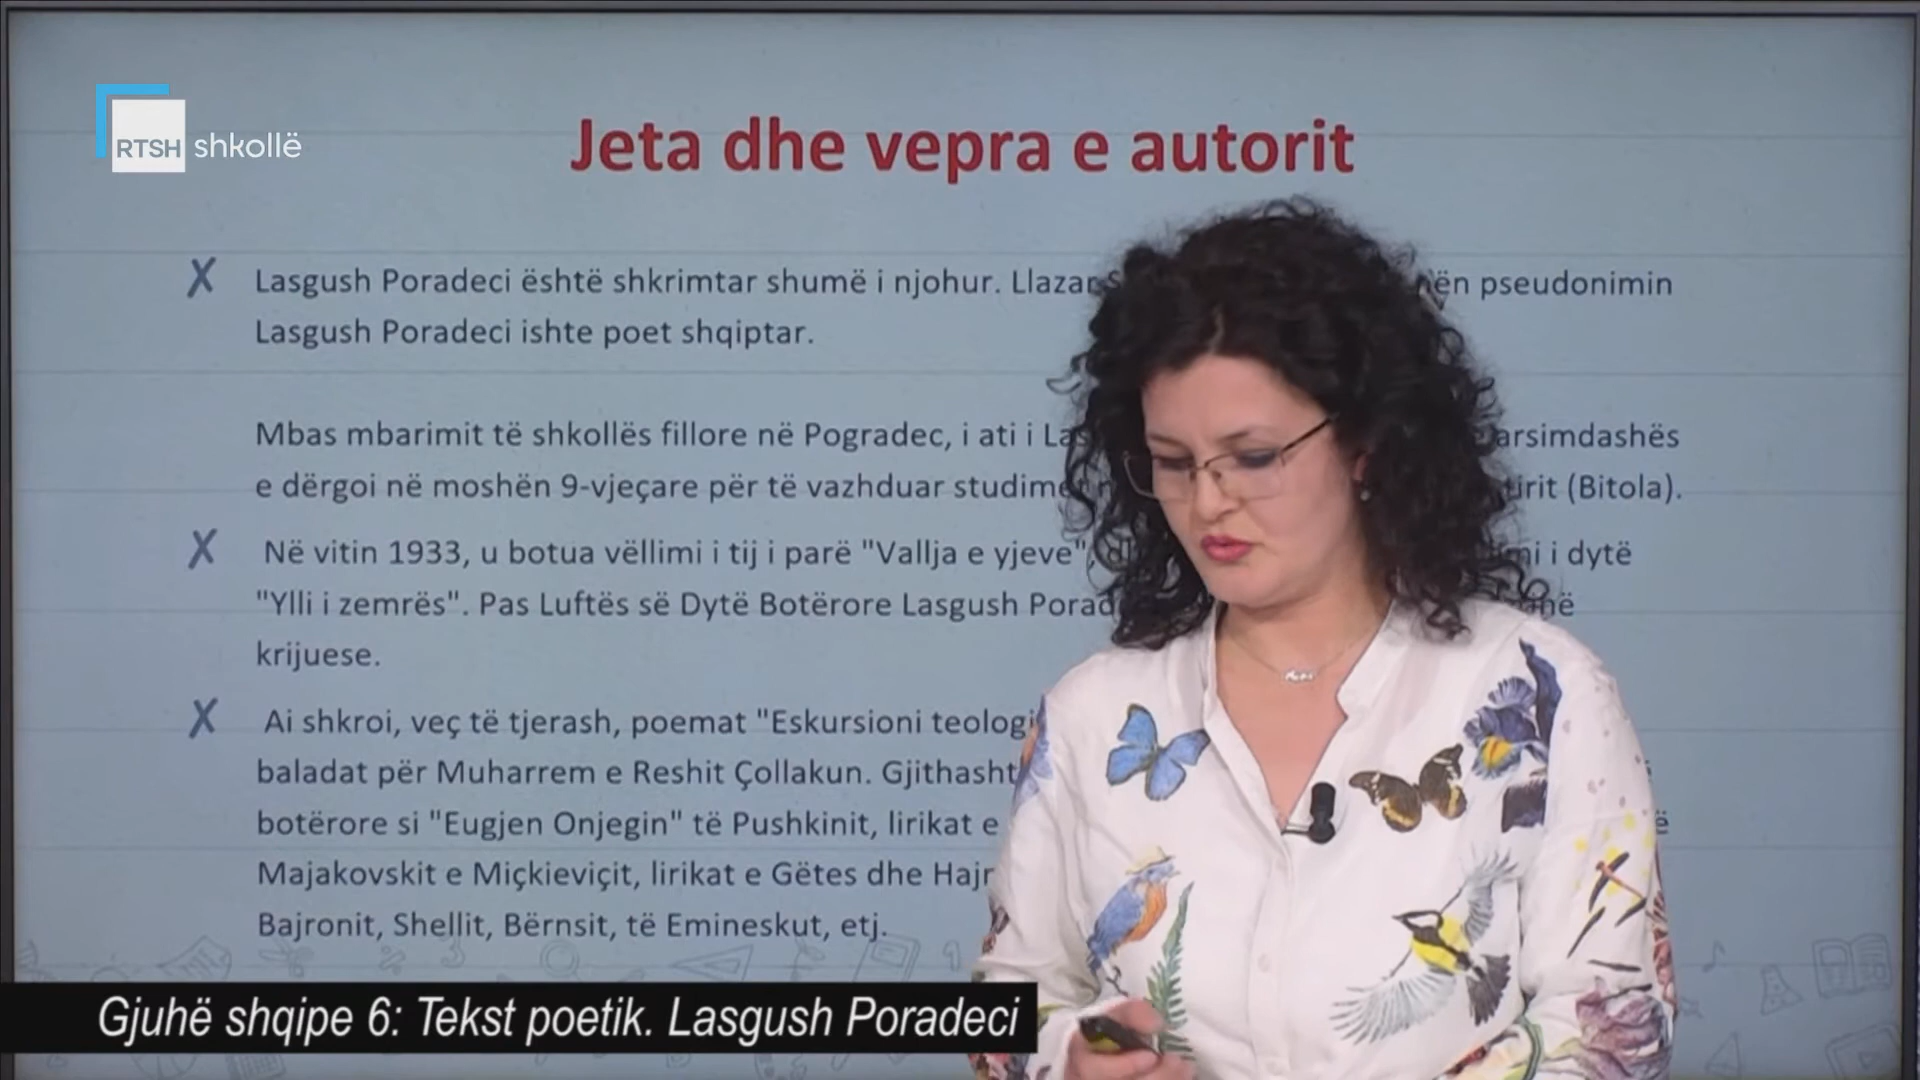 RTSH shkollë
Jeta dhe vepra e autorit
Lasgush Poradeci është shkrimtar shumë i njohur. Llazar pseudonimin
Lasgush Poradeci ishte poet shqiptar.
Mbas mbarimit të shkollës fillore në Pogradec, i ati i
e dërgoi në moshën 9-vjeçare për të vazhduar (Bitola).
Në vitin 1933, u botua vëllimi i tij i parë "Vallja e yjeve", i dytë
"Ylli i zemrës". Pas Luftës së Dytë Botërore Lasgush
krijuese.
Ai shkroi, veç të tjerash, poemat "Eskursioni
baladat për Muharrem e Reshit Çollakun.
botërore si "Eugjen Onjegin" të Pushkinit, lirikat e
Majakovskit e Miçkieviçit, lirikat e Gëtes dhe
Bajronit, Shellit, Bërnsit, të Emineskut, etj.
Gjuhë shqipe 6: Tekst poetik. Lasgush Poradeci